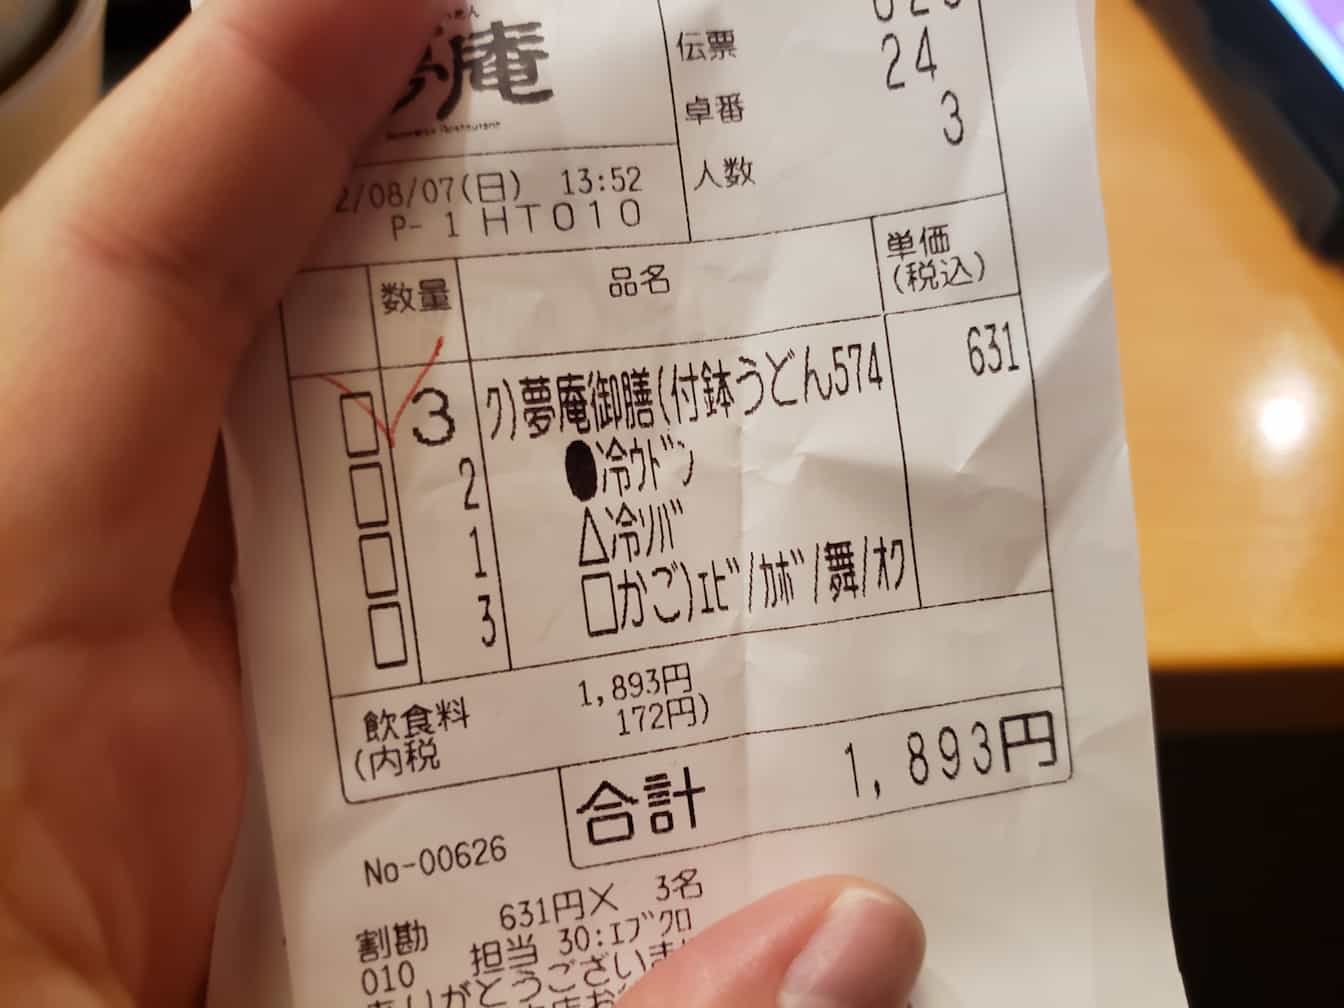 夢庵
Japanese Restaurant
伝票
卓番 24
人数 3
2/08/07(日) 13:52
P- 1 HT010
数量 品名 単価(税込)
□ 3 ク)夢庵御膳(付鉢うどん574 631
□ 2 ●冷ウドン
□ 1 △冷ソバ
□ 3 □かご)エビ/カボ/舞/オク
飲食料 1,893円
(内税 172円)
合計 1,893円
No-00626
割勘 631円× 3名
010 担当 30:エブクロ
ありがとうございま